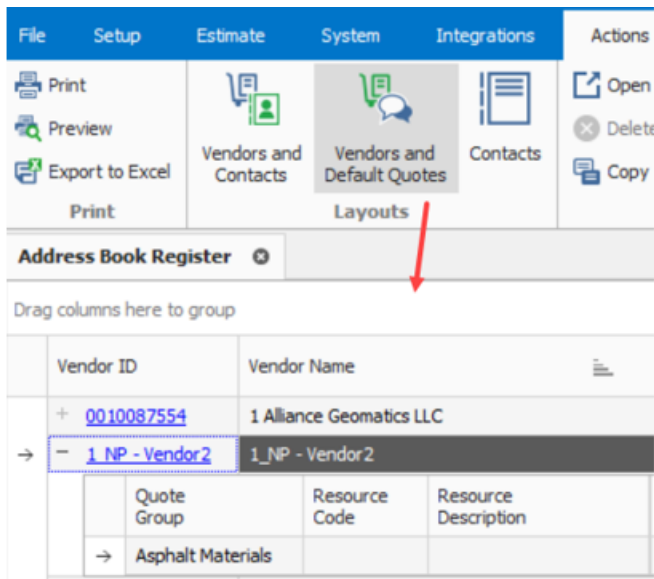 File Setup Estimate System Integrations Actions
Print
Preview
Export to Excel
Print
Vendors and
Contacts
Vendors and
Default Quotes
Contacts
Layouts
Open
Delete
Copy
Address Book Register
Drag columns here to group
Vendor ID Vendor Name
0010087554 1 Alliance Geomatics LLC
1_NP - Vendor2 1_NP - Vendor2
Quote
Group
Resource
Code
Resource
Description
Asphalt Materials